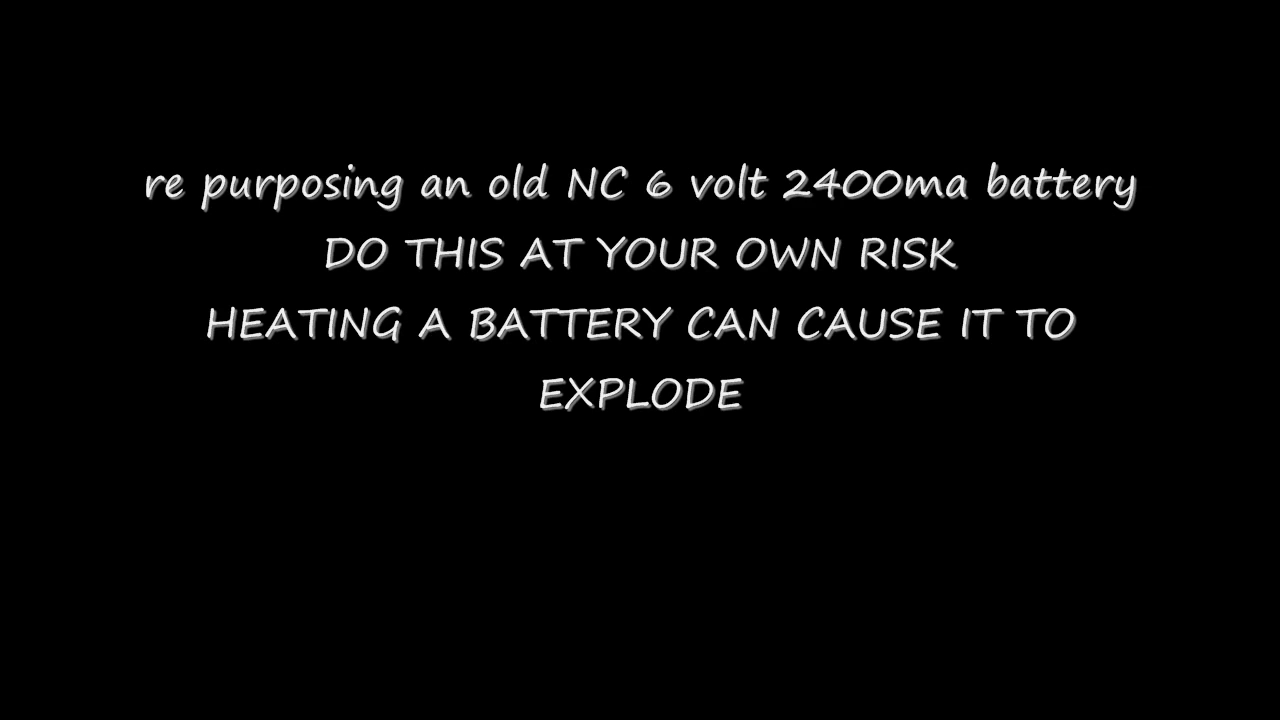 re purposing an old NC 6 volt 2400ma battery
DO THIS AT YOUR OWN RISK
HEATING A BATTERY CAN CAUSE IT TO
EXPLODE